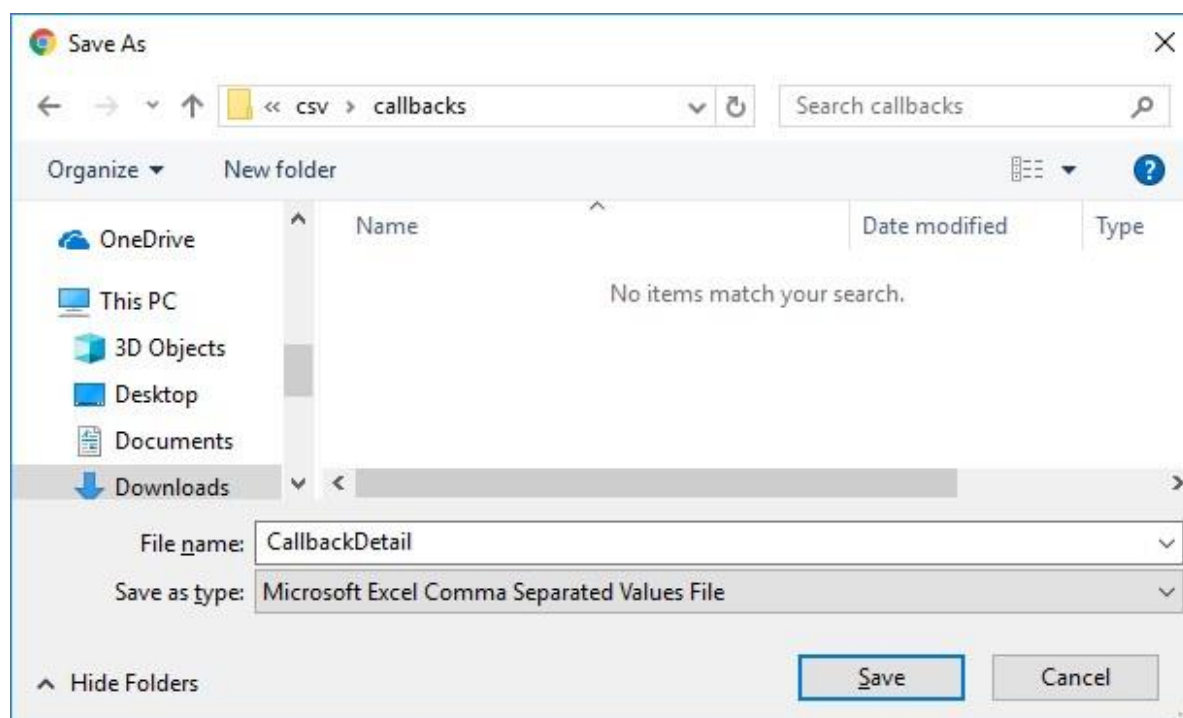 Save As
« csv › callbacks
Search callbacks
Organize
New folder
?
Name
Date modified
Type
OneDrive
No items match your search.
This PC
3D Objects
Desktop
Documents
Downloads
File name: CallbackDetail
Save as type: Microsoft Excel Comma Separated Values File
Hide Folders
Save
Cancel